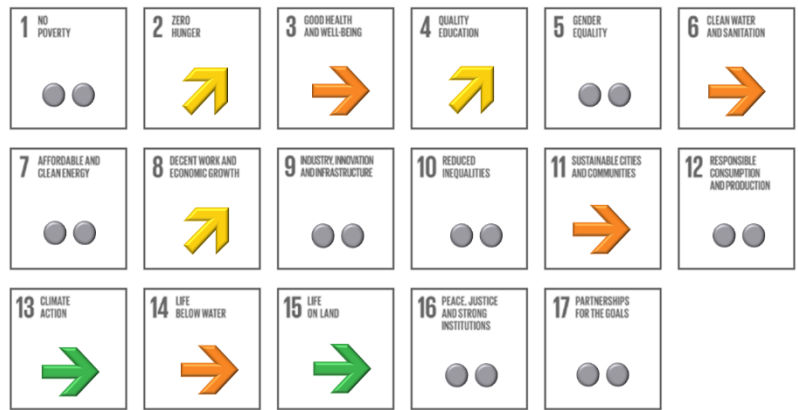 1 NO
POVERTY
2 ZERO
HUNGER
3 GOOD HEALTH
AND WELL-BEING
4 QUALITY
EDUCATION
5 GENDER
EQUALITY
6 CLEAN WATER
AND SANITATION
7 AFFORDABLE AND
CLEAN ENERGY
8 DECENT WORK AND
ECONOMIC GROWTH
9 INDUSTRY, INNOVATION
AND INFRASTRUCTURE
10 REDUCED
INEQUALITIES
11 SUSTAINABLE CITIES
AND COMMUNITIES
12 RESPONSIBLE
CONSUMPTION
AND PRODUCTION
13 CLIMATE
ACTION
14 LIFE
BELOW WATER
15 LIFE
ON LAND
16 PEACE, JUSTICE
AND STRONG
INSTITUTIONS
17 PARTNERSHIPS
FOR THE GOALS